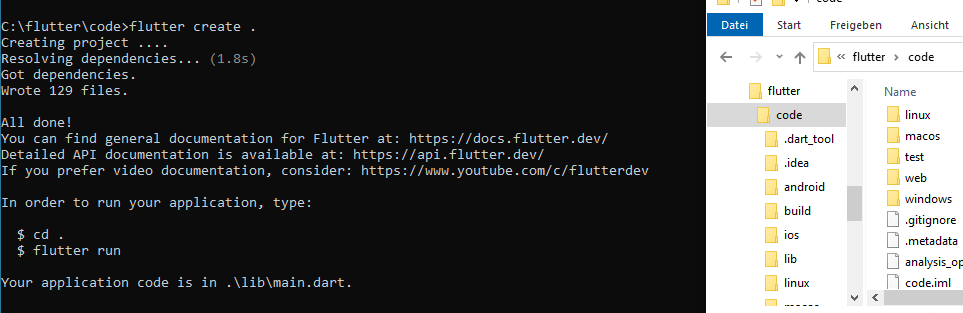 C:\flutter\code>flutter create .
Creating project ....
Resolving dependencies... (1.8s)
Got dependencies.
Wrote 129 files.
All done!
You can find general documentation for Flutter at: https://docs.flutter.dev/
Detailed API documentation is available at: https://api.flutter.dev/
If you prefer video documentation, consider: https://www.youtube.com/c/flutterdev
In order to run your application, type:
$ cd .
$ flutter run
Your application code is in .\lib\main.dart.
code
Datei Start Freigeben Ansicht
« flutter > code
flutter
code
.dart_tool
.idea
android
build
ios
lib
linux
macos
Name
linux
macos
test
web
windows
.gitignore
.metadata
analysis_op
code.iml